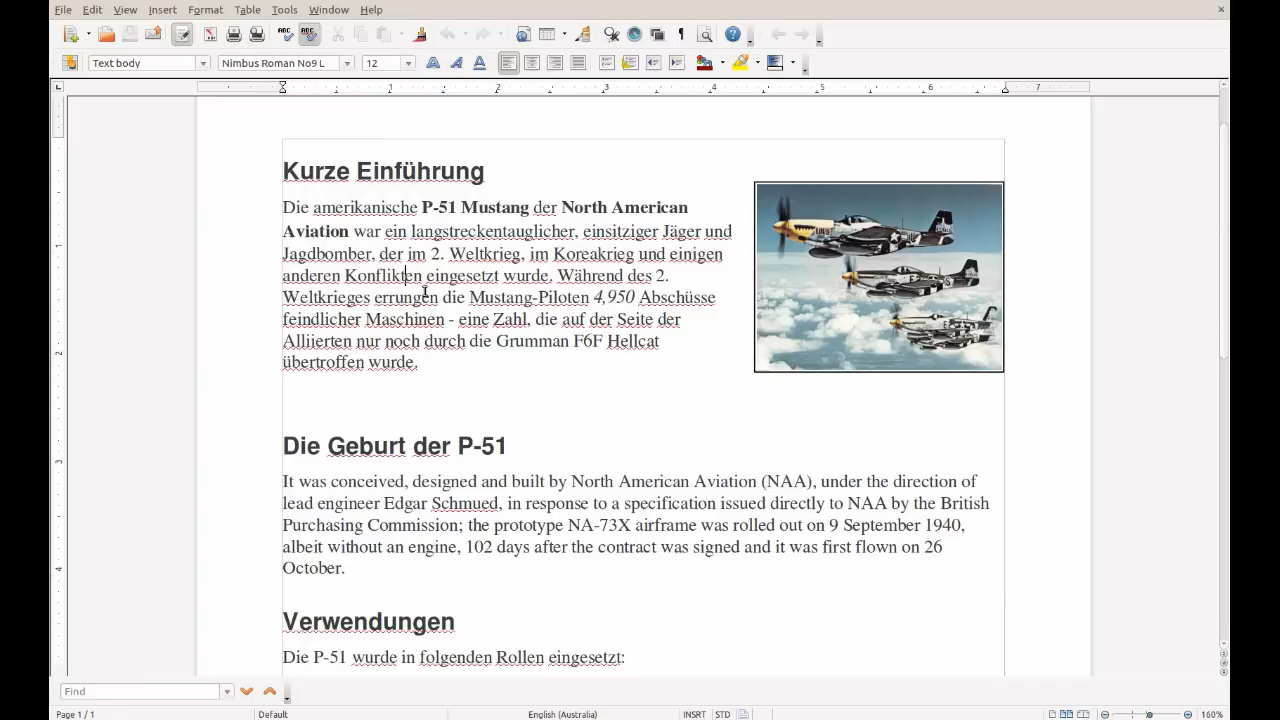 File Edit View Insert Format Table Tools Window Help
Text body Nimbus Roman No9 L 12
1 1 2 3 4 5 6 7
Kurze Einführung
Die amerikanische P-51 Mustang der North American
Aviation war ein langstreckentauglicher, einsitziger Jäger und
Jagdbomber, der im 2. Weltkrieg, im Koreakrieg und einigen
anderen Konflikten eingesetzt wurde. Während des 2.
Weltkrieges errungen die Mustang-Piloten 4,950 Abschüsse
feindlicher Maschinen - eine Zahl, die auf der Seite der
Alliierten nur noch durch die Grumman F6F Hellcat
übertroffen wurde.
Die Geburt der P-51
It was conceived, designed and built by North American Aviation (NAA), under the direction of
lead engineer Edgar Schmued, in response to a specification issued directly to NAA by the British
Purchasing Commission; the prototype NA-73X airframe was rolled out on 9 September 1940,
albeit without an engine, 102 days after the contract was signed and it was first flown on 26
October.
Verwendungen
Die P-51 wurde in folgenden Rollen eingesetzt:
Find
Page 1 / 1 Default English (Australia) INSRT STD 160%